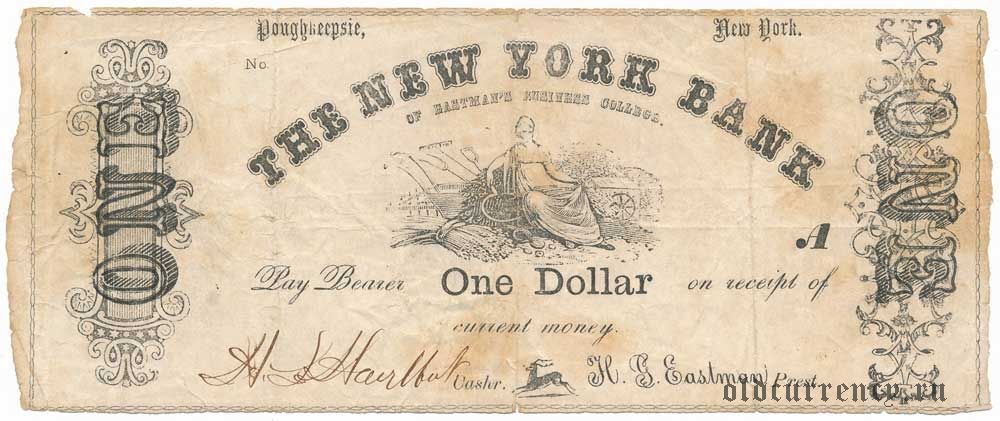 Poughkeepsie, New York.
No.
THE NEW YORK BANK
OF EASTMAN'S BUSINESS COLLEGE.
ONE
ONE
A
Pay Bearer One Dollar on receipt of
current money.
Cashr. H. G. Eastman Prest.
oldcurrency.ru